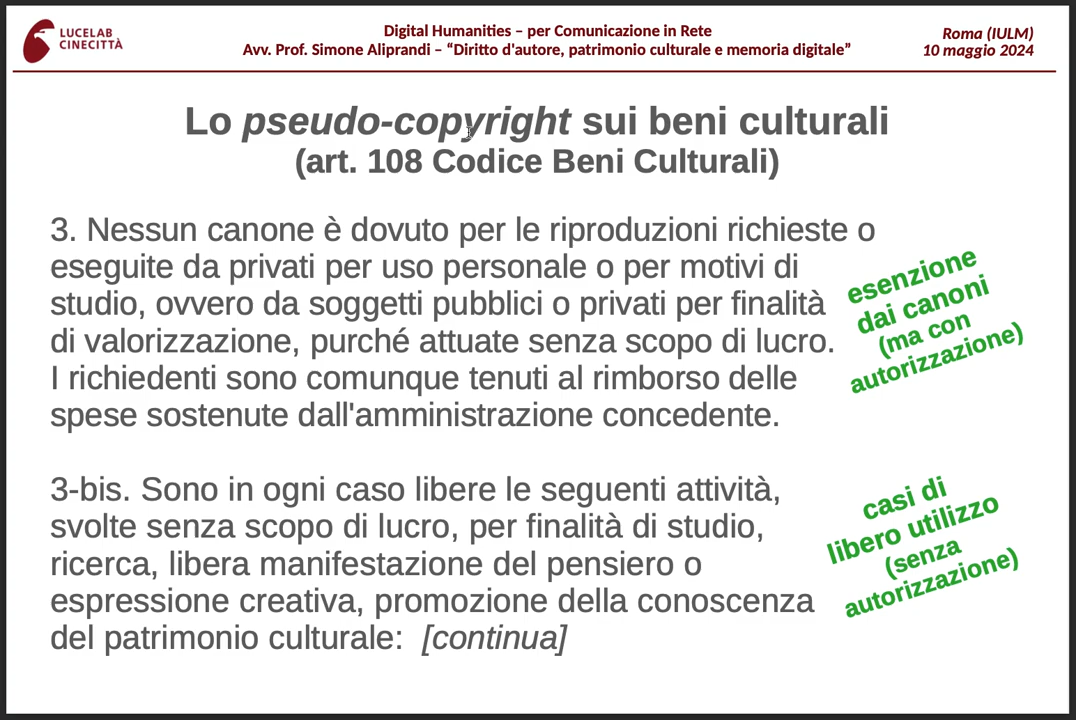 LUCELAB
CINECITTÀ
Digital Humanities – per Comunicazione in Rete
Avv. Prof. Simone Aliprandi – “Diritto d'autore, patrimonio culturale e memoria digitale”
Roma (IULM)
10 maggio 2024
Lo pseudo-copyright sui beni culturali
(art. 108 Codice Beni Culturali)
3. Nessun canone è dovuto per le riproduzioni richieste o
eseguite da privati per uso personale o per motivi di
studio, ovvero da soggetti pubblici o privati per finalità
di valorizzazione, purché attuate senza scopo di lucro.
I richiedenti sono comunque tenuti al rimborso delle
spese sostenute dall'amministrazione concedente.
esenzione
dai canoni
(ma con
autorizzazione)
3-bis. Sono in ogni caso libere le seguenti attività,
svolte senza scopo di lucro, per finalità di studio,
ricerca, libera manifestazione del pensiero o
espressione creativa, promozione della conoscenza
del patrimonio culturale: [continua]
casi di
libero utilizzo
(senza
autorizzazione)